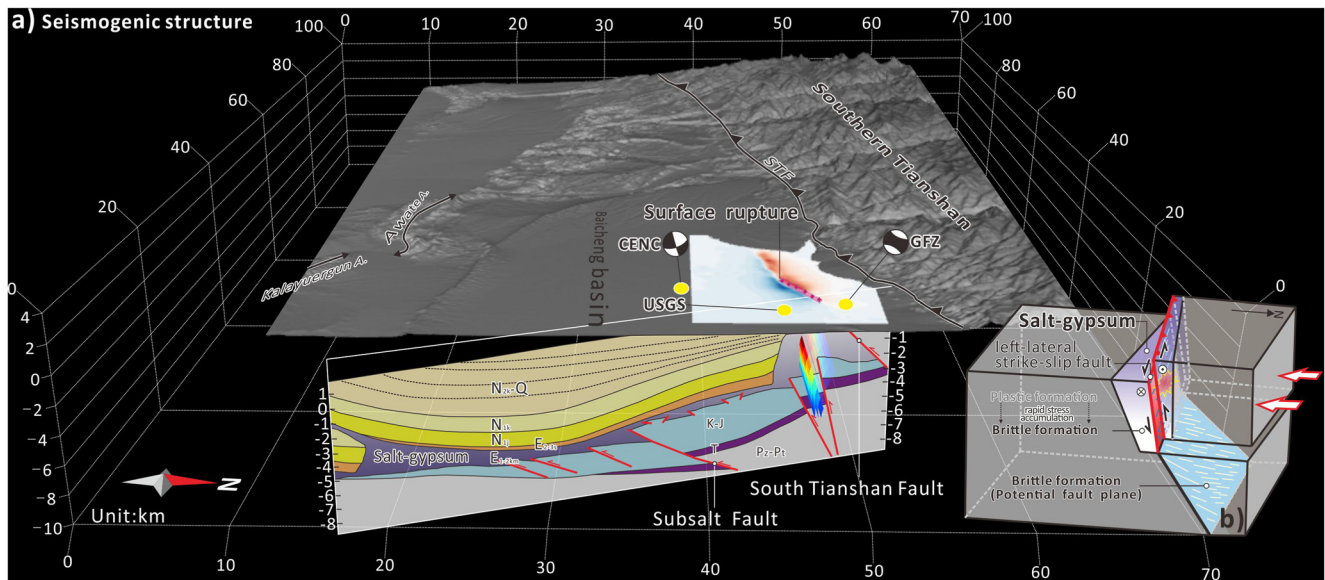 a) Seismogenic structure
0 10 20 30 40 50 60 70
100
100
80
80
60
60
40
40
20
20
0
0
Southern Tianshan
STF
Awate A.
Kalayuergun A.
Baicheng basin
Surface rupture
CENC
GFZ
USGS
4
2
0
−2
−4
−6
−8
−10
1
0
-1
-2
-3
-4
-5
-6
-7
-8
-1
-2
-3
-4
-5
-6
-7
-8
N2k-Q
N1k
N1j
E2-3s
Salt-gypsum
E1-2km
K-J
T
Pz-Pt
South Tianshan Fault
Subsalt Fault
N
Unit:km
0 10 20 30 40 50 60 70
Salt-gypsum
left-lateral
strike-slip fault
Plastic formation
rapid stress
accumulation
Brittle formation
Brittle formation
(Potential fault plane)
N
b)